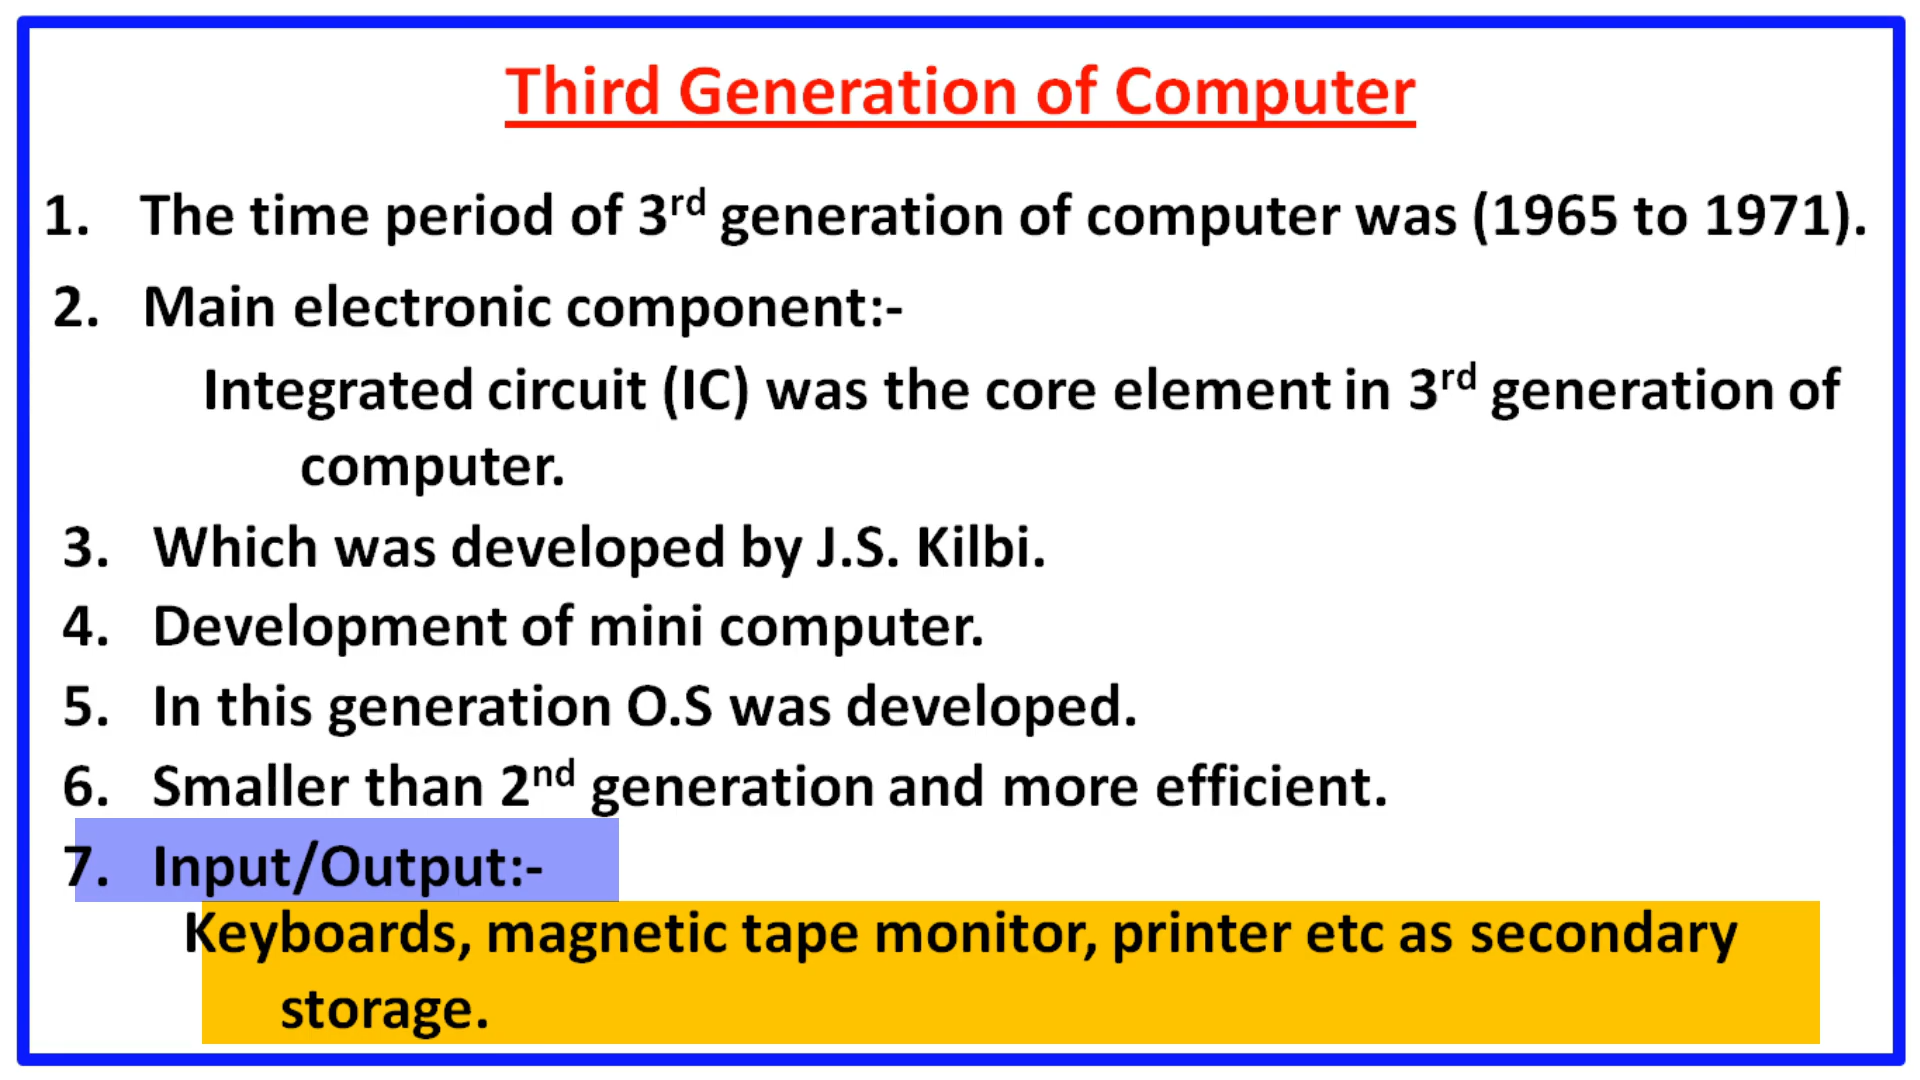 Third Generation of Computer
1. The time period of 3rd generation of computer was (1965 to 1971).
2. Main electronic component:-
Integrated circuit (IC) was the core element in 3rd generation of
computer.
3. Which was developed by J.S. Kilbi.
4. Development of mini computer.
5. In this generation O.S was developed.
6. Smaller than 2nd generation and more efficient.
7. Input/Output:-
Keyboards, magnetic tape monitor, printer etc as secondary
storage.